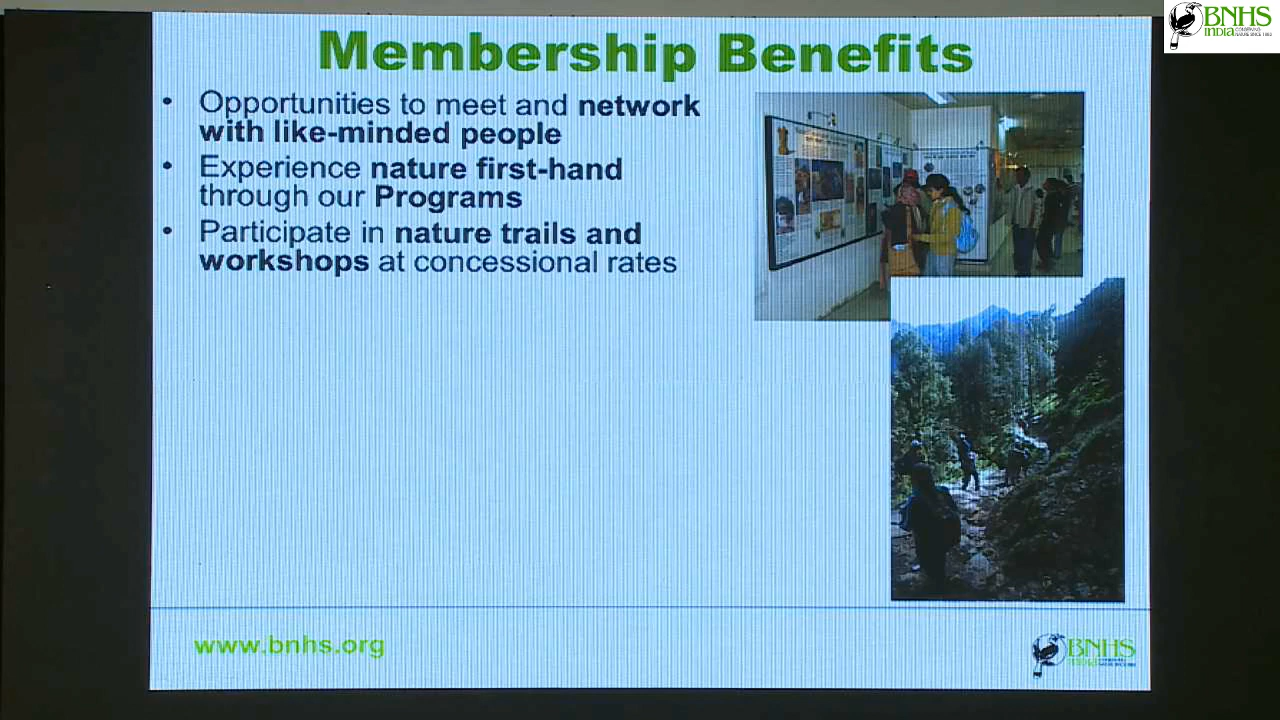 BNHS
INDIA
Membership Benefits
• Opportunities to meet and network
with like-minded people
• Experience nature first-hand
through our Programs
• Participate in nature trails and
workshops at concessional rates
www.bnhs.org
BNHS